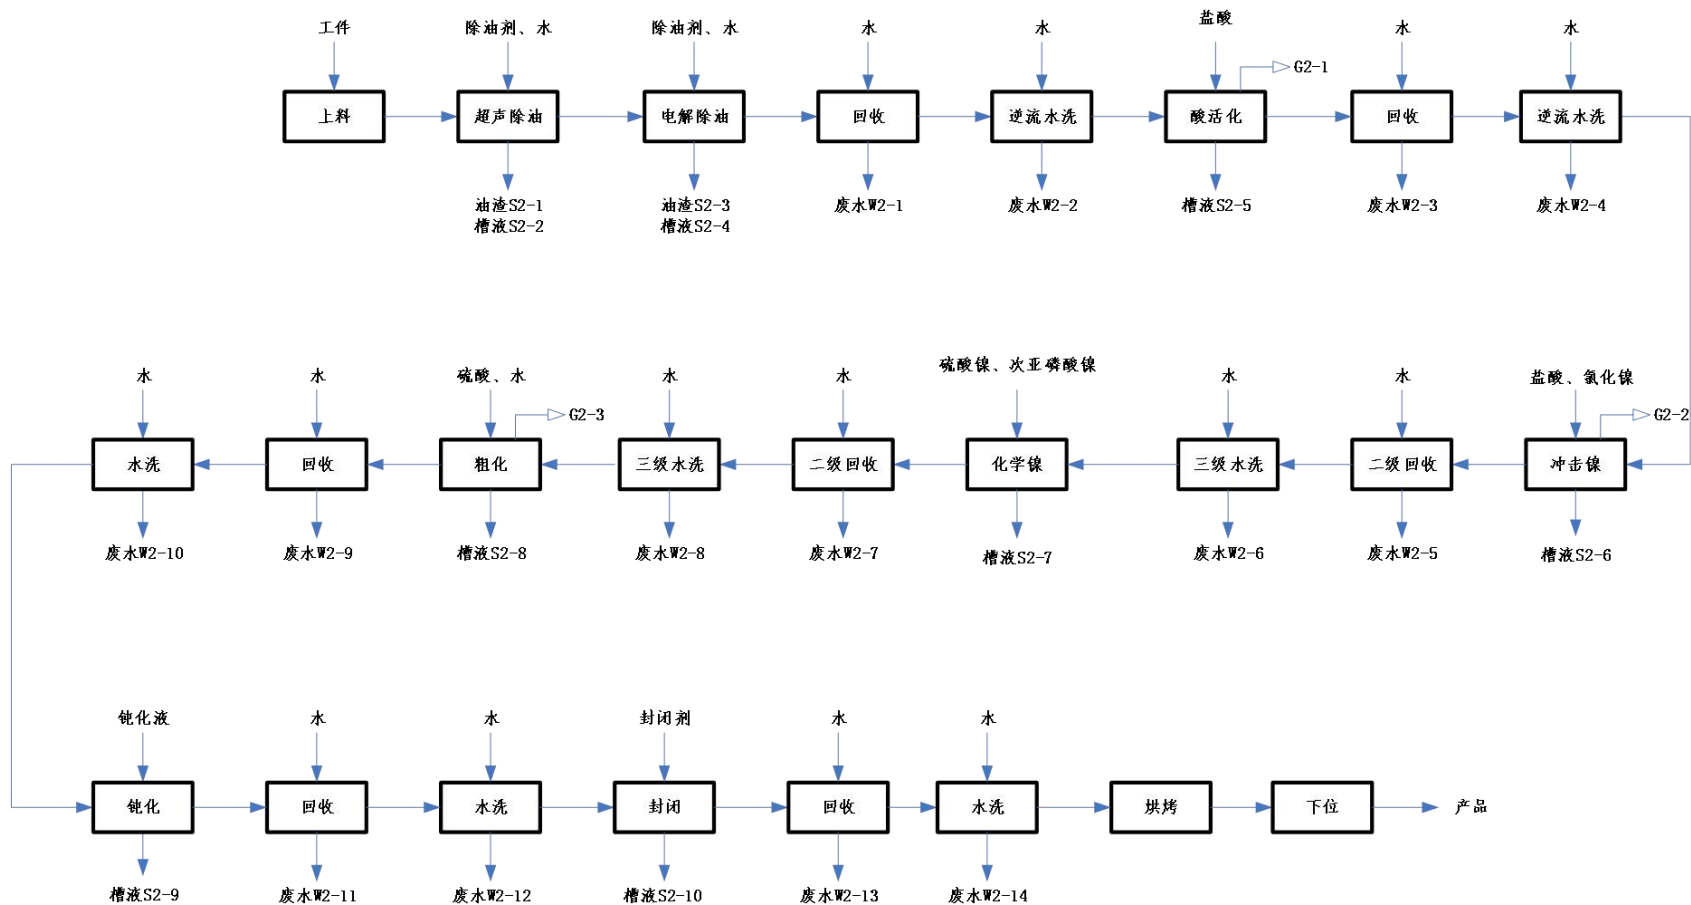 工件
除油剂、水
除油剂、水
水
水
盐酸
水
水
G2-1
上料
超声除油
电解除油
回收
逆流水洗
酸活化
回收
逆流水洗
油渣S2-1
槽液S2-2
油渣S2-3
槽液S2-4
废水W2-1
废水W2-2
槽液S2-5
废水W2-3
废水W2-4
水
水
硫酸、水
水
水
硫酸镍、次亚磷酸镍
水
水
盐酸、氯化镍
G2-3
G2-2
水洗
回收
粗化
三级水洗
二级回收
化学镍
三级水洗
二级回收
冲击镍
废水W2-10
废水W2-9
槽液S2-8
废水W2-8
废水W2-7
槽液S2-7
废水W2-6
废水W2-5
槽液S2-6
钝化液
水
水
封闭剂
水
水
钝化
回收
水洗
封闭
回收
水洗
烘烤
下位
产品
槽液S2-9
废水W2-11
废水W2-12
槽液S2-10
废水W2-13
废水W2-14